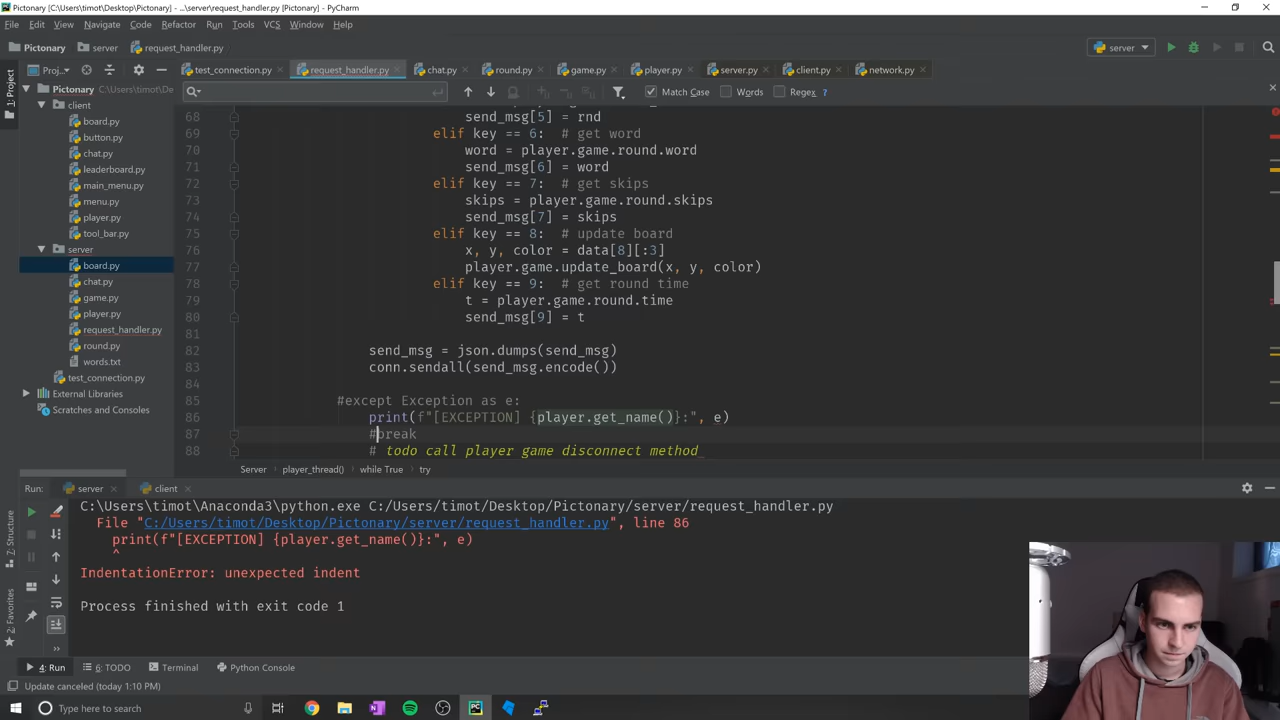 Pictonary [C:\Users\timot\Desktop\Pictonary] - ...\server\request_handler.py [Pictonary] - PyCharm
File Edit View Navigate Code Refactor Run Tools VCS Window Help
Pictonary server request_handler.py server
1: Project
Proj...
test_connection.py request_handler.py chat.py round.py game.py player.py server.py client.py network.py
Pictonary C:\Users\timot\De
Match Case Words Regex ?
client
board.py
button.py
chat.py
leaderboard.py
main_menu.py
menu.py
player.py
tool_bar.py
server
board.py
chat.py
game.py
player.py
request_handler.py
round.py
words.txt
test_connection.py
External Libraries
Scratches and Consoles
68 send_msg[5] = rnd
69 elif key == 6: # get word
70 word = player.game.round.word
71 send_msg[6] = word
72 elif key == 7: # get skips
73 skips = player.game.round.skips
74 send_msg[7] = skips
75 elif key == 8: # update board
76 x, y, color = data[8][:3]
77 player.game.update_board(x, y, color)
78 elif key == 9: # get round time
79 t = player.game.round.time
80 send_msg[9] = t
81
82 send_msg = json.dumps(send_msg)
83 conn.sendall(send_msg.encode())
84
85 #except Exception as e:
86 print(f"[EXCEPTION] {player.get_name()}:", e)
87 #break
88 # todo call player game disconnect method
Server player_thread() while True try
Run: server client
C:\Users\timot\Anaconda3\python.exe C:/Users/timot/Desktop/Pictonary/server/request_handler.py
File "C:/Users/timot/Desktop/Pictonary/server/request_handler.py", line 86
print(f"[EXCEPTION] {player.get_name()}:", e)
^
IndentationError: unexpected indent
Process finished with exit code 1
7: Structure
2: Favorites
4: Run 6: TODO Terminal Python Console
Update canceled (today 1:10 PM)
Type here to search